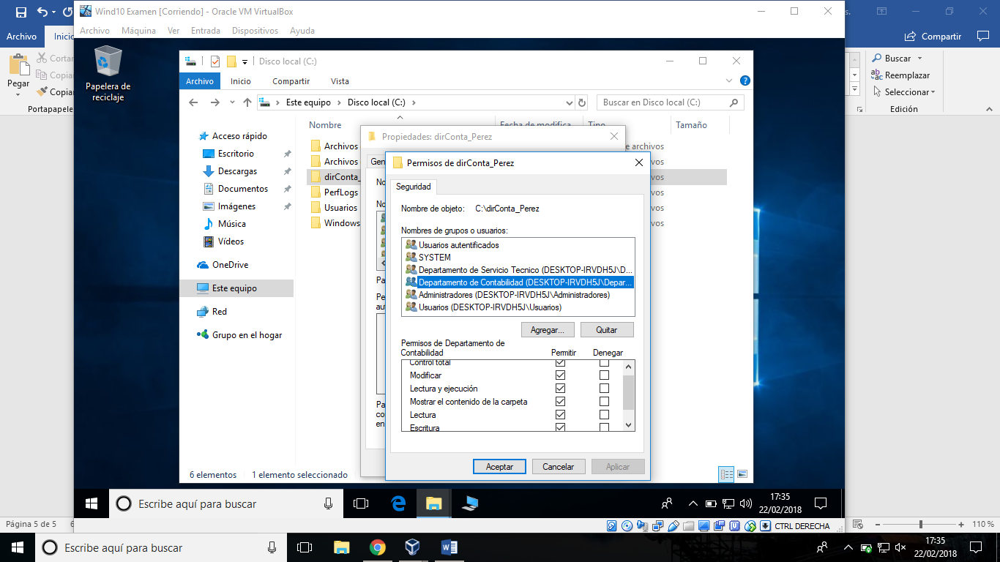 Wind10 Examen [Corriendo] - Oracle VM VirtualBox
s.
Archivo
Inicio
Compartir
Archivo Máquina Ver Entrada Dispositivos Ayuda
Pegar
Cortar
Copiar
Copiar
Portapapeles
Buscar
Reemplazar
Seleccionar
Edición
Papelera de
reciclaje
Disco local (C:)
Archivo Inicio Compartir Vista
Este equipo Disco local (C:)
Buscar en Disco local (C:)
Nombre Fecha de modifica Tipo Tamaño
Acceso rápido
Escritorio
Descargas
Documentos
Imágenes
Música
Vídeos
OneDrive
Este equipo
Red
Grupo en el hogar
Archivos
e archivos
Archivos
vos
dirConta_
vos
PerfLogs
vos
Usuarios
vos
Windows
vos
Propiedades: dirConta_Perez
Gen
No
No
Pa
Pe
au
Pa
co
en
Permisos de dirConta_Perez
Seguridad
Nombre de objeto: C:\dirConta_Perez
Nombres de grupos o usuarios:
Usuarios autentificados
SYSTEM
Departamento de Servicio Tecnico (DESKTOP-IRVDH5J\D...
Departamento de Contabilidad (DESKTOP-IRVDH5J\Depar...
Administradores (DESKTOP-IRVDH5J\Administradores)
Usuarios (DESKTOP-IRVDH5J\Usuarios)
Agregar... Quitar
Permisos de Departamento de
Contabilidad Permitir Denegar
Control total
Modificar
Lectura y ejecución
Mostrar el contenido de la carpeta
Lectura
Escritura
Aceptar Cancelar Aplicar
6 elementos 1 elemento seleccionado
Escribe aquí para buscar
17:35
22/02/2018
CTRL DERECHA
Página 5 de 5 6
110 %
Escribe aquí para buscar
17:35
22/02/2018